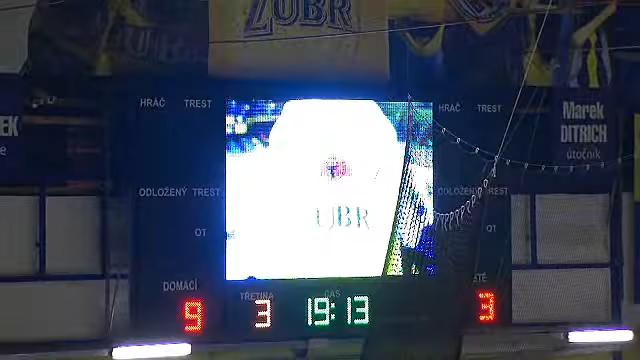 ZUBR
HRÁČ TREST HRÁČ TREST
Marek
DITRICH
útočník
ODLOŽENÝ TREST ODLOŽENÝ TREST
UBR
OT OT
DOMÁCÍ TŘETINA ČAS
9 3 19:13 3